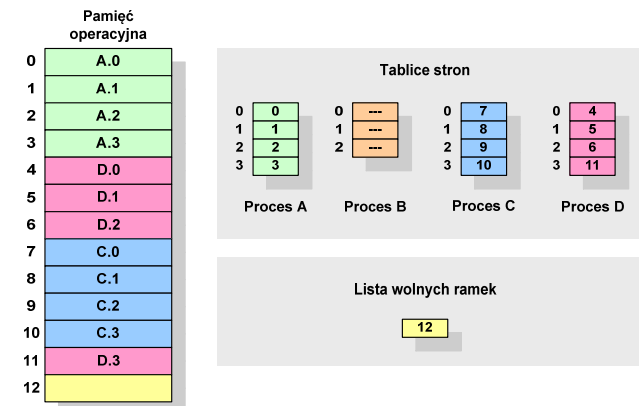 Pamięć
operacyjna
0 A.0
1 A.1
2 A.2
3 A.3
4 D.0
5 D.1
6 D.2
7 C.0
8 C.1
9 C.2
10 C.3
11 D.3
12
Tablice stron
0 0 0 --- 0 7 0 4
1 1 1 --- 1 8 1 5
2 2 2 --- 2 9 2 6
3 3 3 10 3 11
Proces A Proces B Proces C Proces D
Lista wolnych ramek
12